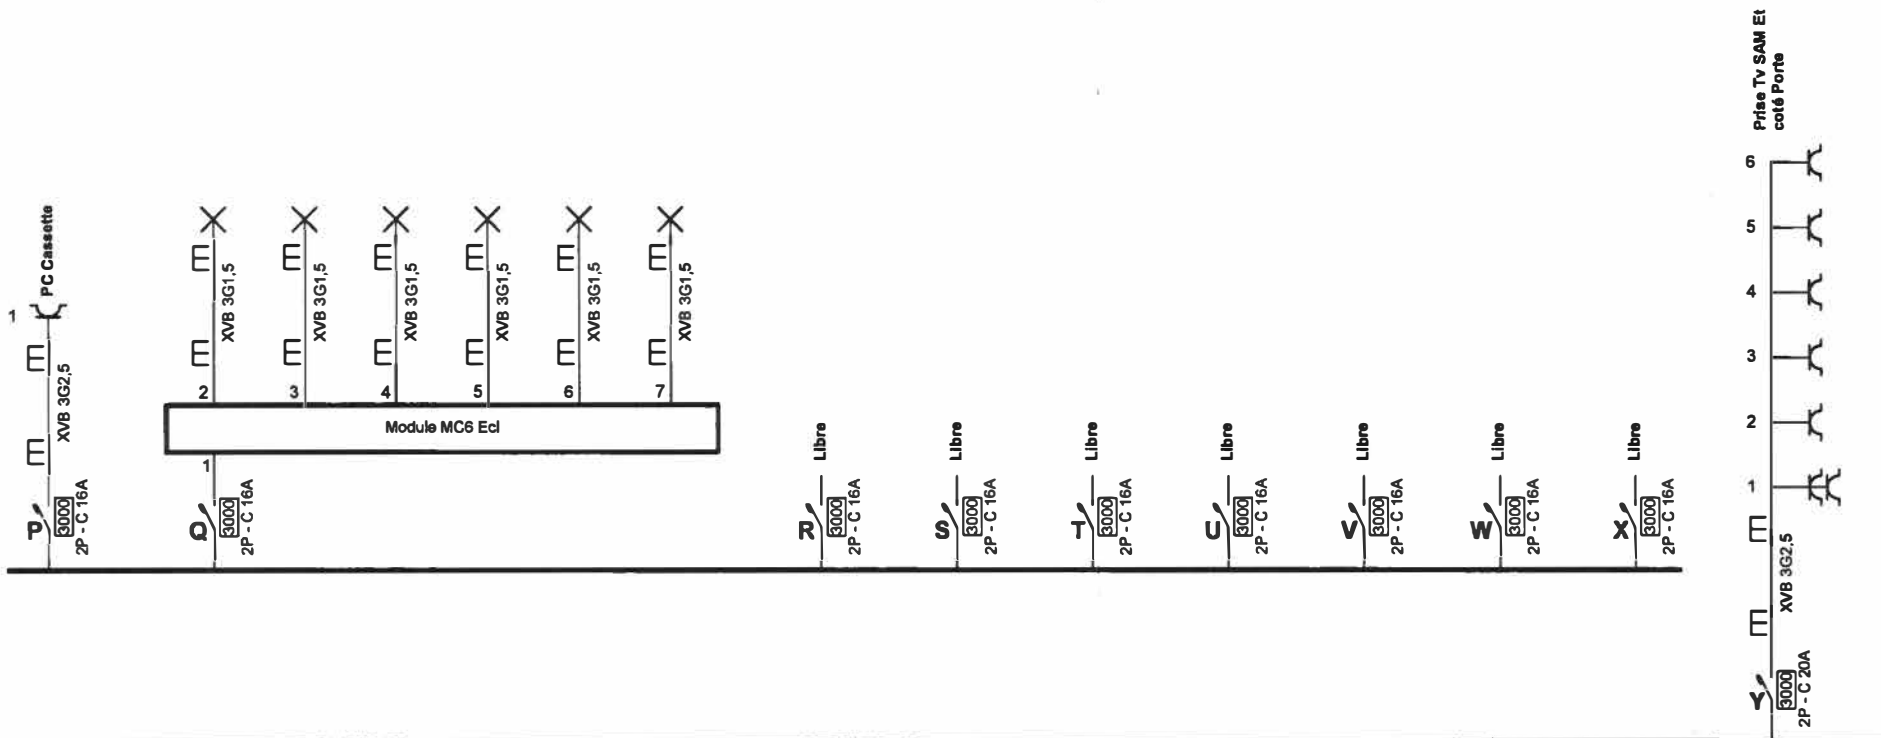 1
PC Cassette
E
XVB 3G2,5
E
P
3000
2P - C 16A
E
XVB 3G1,5
E
2
E
XVB 3G1,5
E
3
E
XVB 3G1,5
E
4
E
XVB 3G1,5
E
5
E
XVB 3G1,5
E
6
E
XVB 3G1,5
E
7
Module MC6 Ecl
1
Q
3000
2P - C 16A
Libre
R
3000
2P - C 16A
Libre
S
3000
2P - C 16A
Libre
T
3000
2P - C 16A
Libre
U
3000
2P - C 16A
Libre
V
3000
2P - C 16A
Libre
W
3000
2P - C 16A
Libre
X
3000
2P - C 16A
Prise Tv SAM Et
coté Porte
6
5
4
3
2
1
E
XVB 3G2,5
E
Y
3000
2P - C 20A